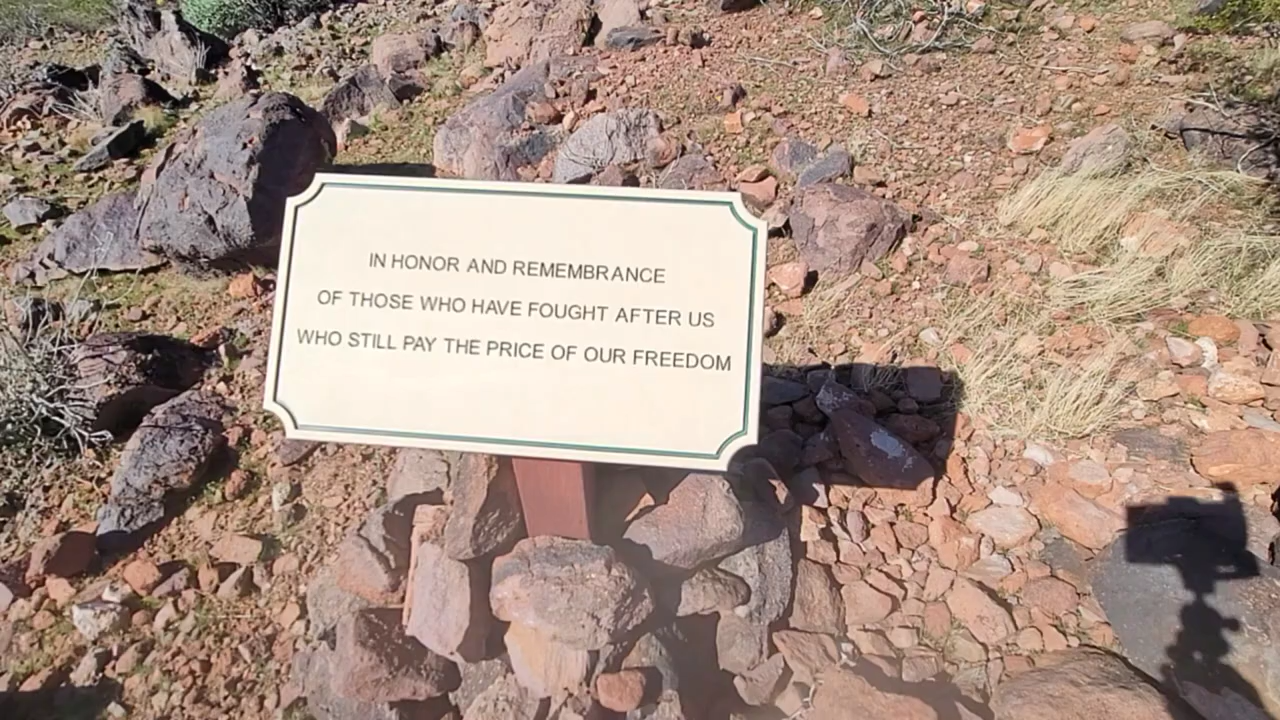 IN HONOR AND REMEMBRANCE
OF THOSE WHO HAVE FOUGHT AFTER US
WHO STILL PAY THE PRICE OF OUR FREEDOM